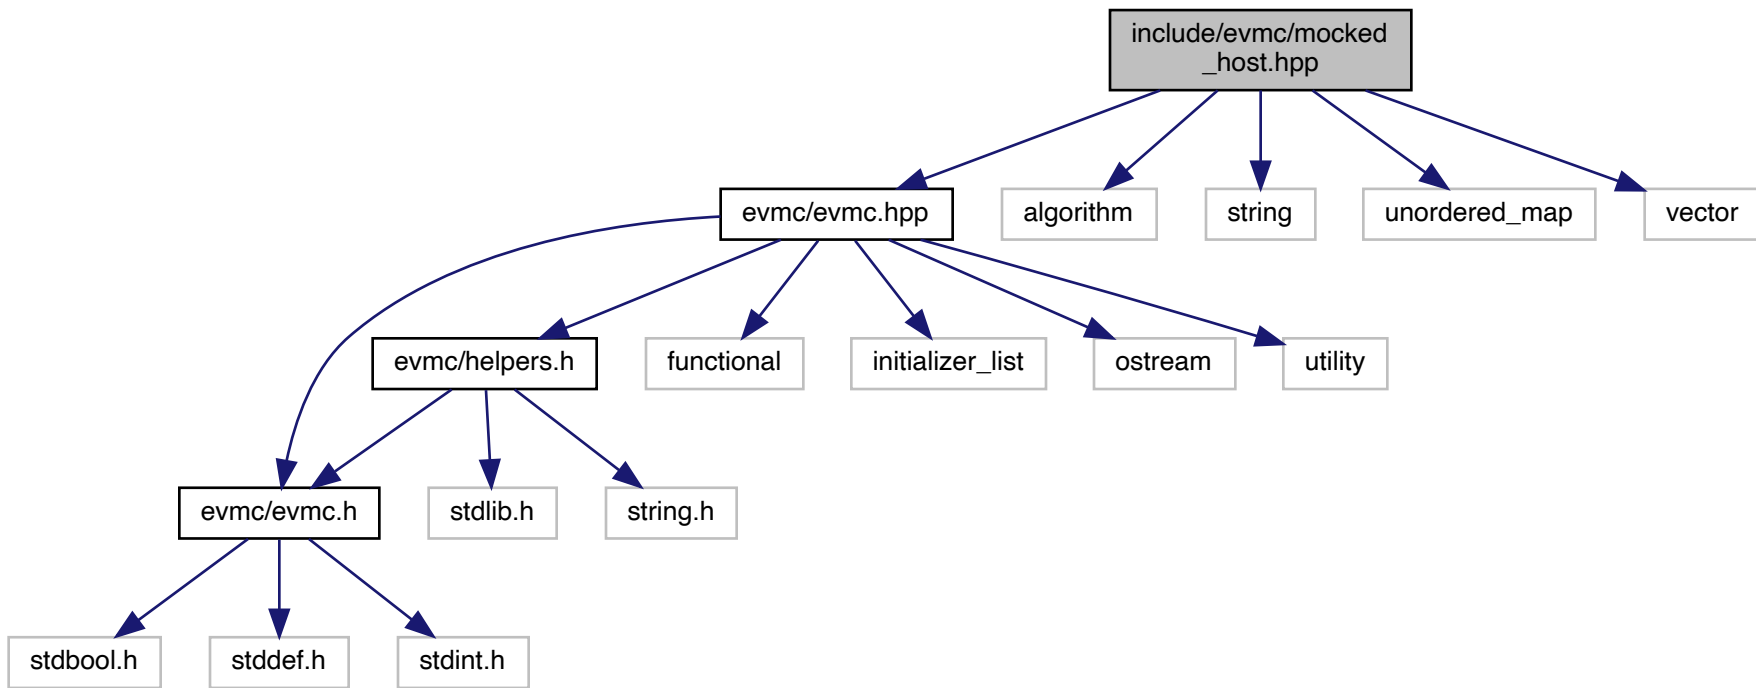 include/evmc/mocked
_host.hpp
evmc/evmc.hpp
algorithm
string
unordered_map
vector
evmc/helpers.h
functional
initializer_list
ostream
utility
evmc/evmc.h
stdlib.h
string.h
stdbool.h
stddef.h
stdint.h